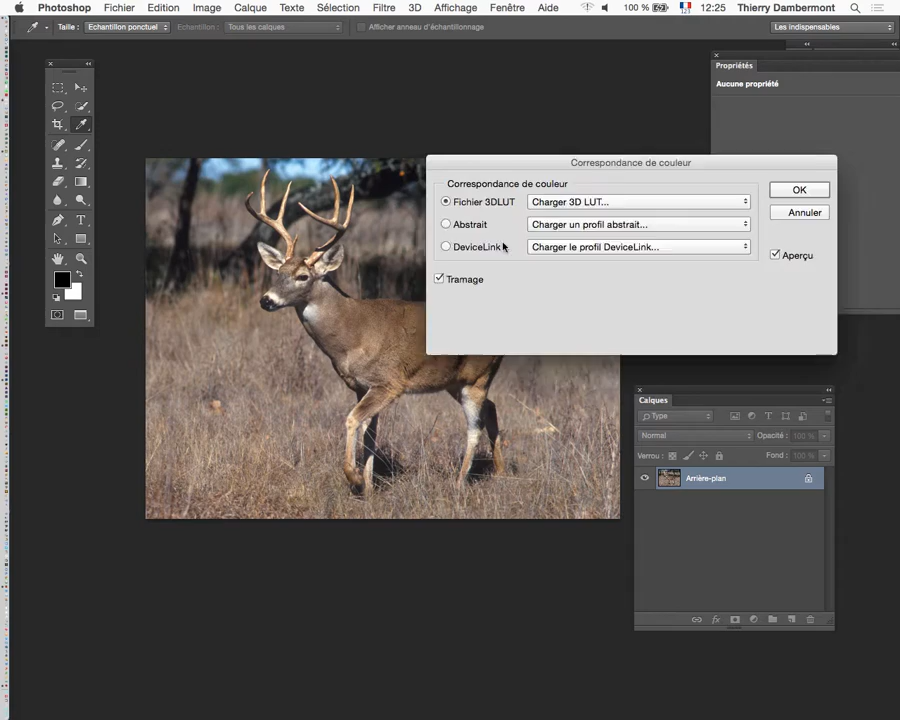 Photoshop Fichier Edition Image Calque Texte Sélection Filtre 3D Affichage Fenêtre Aide 100 % 123 12:25 Thierry Dambermont
Taille : Echantillon ponctuel Echantillon : Tous les calques Afficher anneau d'échantillonnage Les indispensables
Propriétés
Aucune propriété
Correspondance de couleur
Correspondance de couleur
Fichier 3DLUT Charger 3D LUT... OK
Abstrait Charger un profil abstrait... Annuler
DeviceLink Charger le profil DeviceLink... Aperçu
Tramage
Calques
Type
Normal Opacité : 100 %
Verrou : Fond : 100 %
Arrière-plan